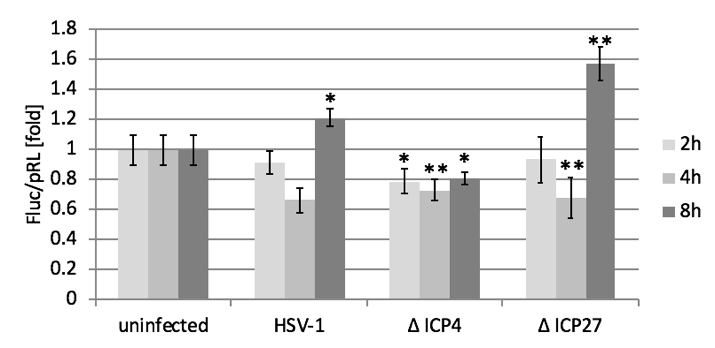 1.8
1.6
1.4
1.2
1
0.8
0.6
0.4
0.2
0
Fluc/pRL [fold]
*
*
**
*
**
**
uninfected
HSV-1
Δ ICP4
Δ ICP27
2h
4h
8h